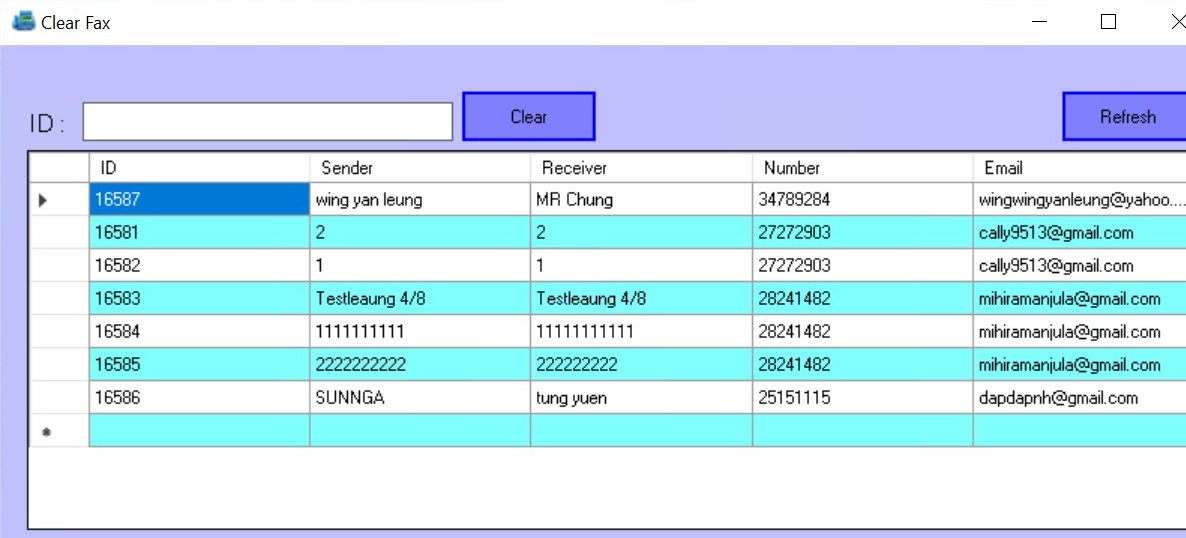 Clear Fax
ID : Clear Refresh
ID Sender Receiver Number Email
16587 wing yan leung MR Chung 34789284 wingwingyanleung@yahoo....
16581 2 2 27272903 cally9513@gmail.com
16582 1 1 27272903 cally9513@gmail.com
16583 Testleaung 4/8 Testleaung 4/8 28241482 mihiramanjula@gmail.com
16584 1111111111 11111111111 28241482 mihiramanjula@gmail.com
16585 2222222222 222222222 28241482 mihiramanjula@gmail.com
16586 SUNNGA tung yuen 25151115 dapdapnh@gmail.com